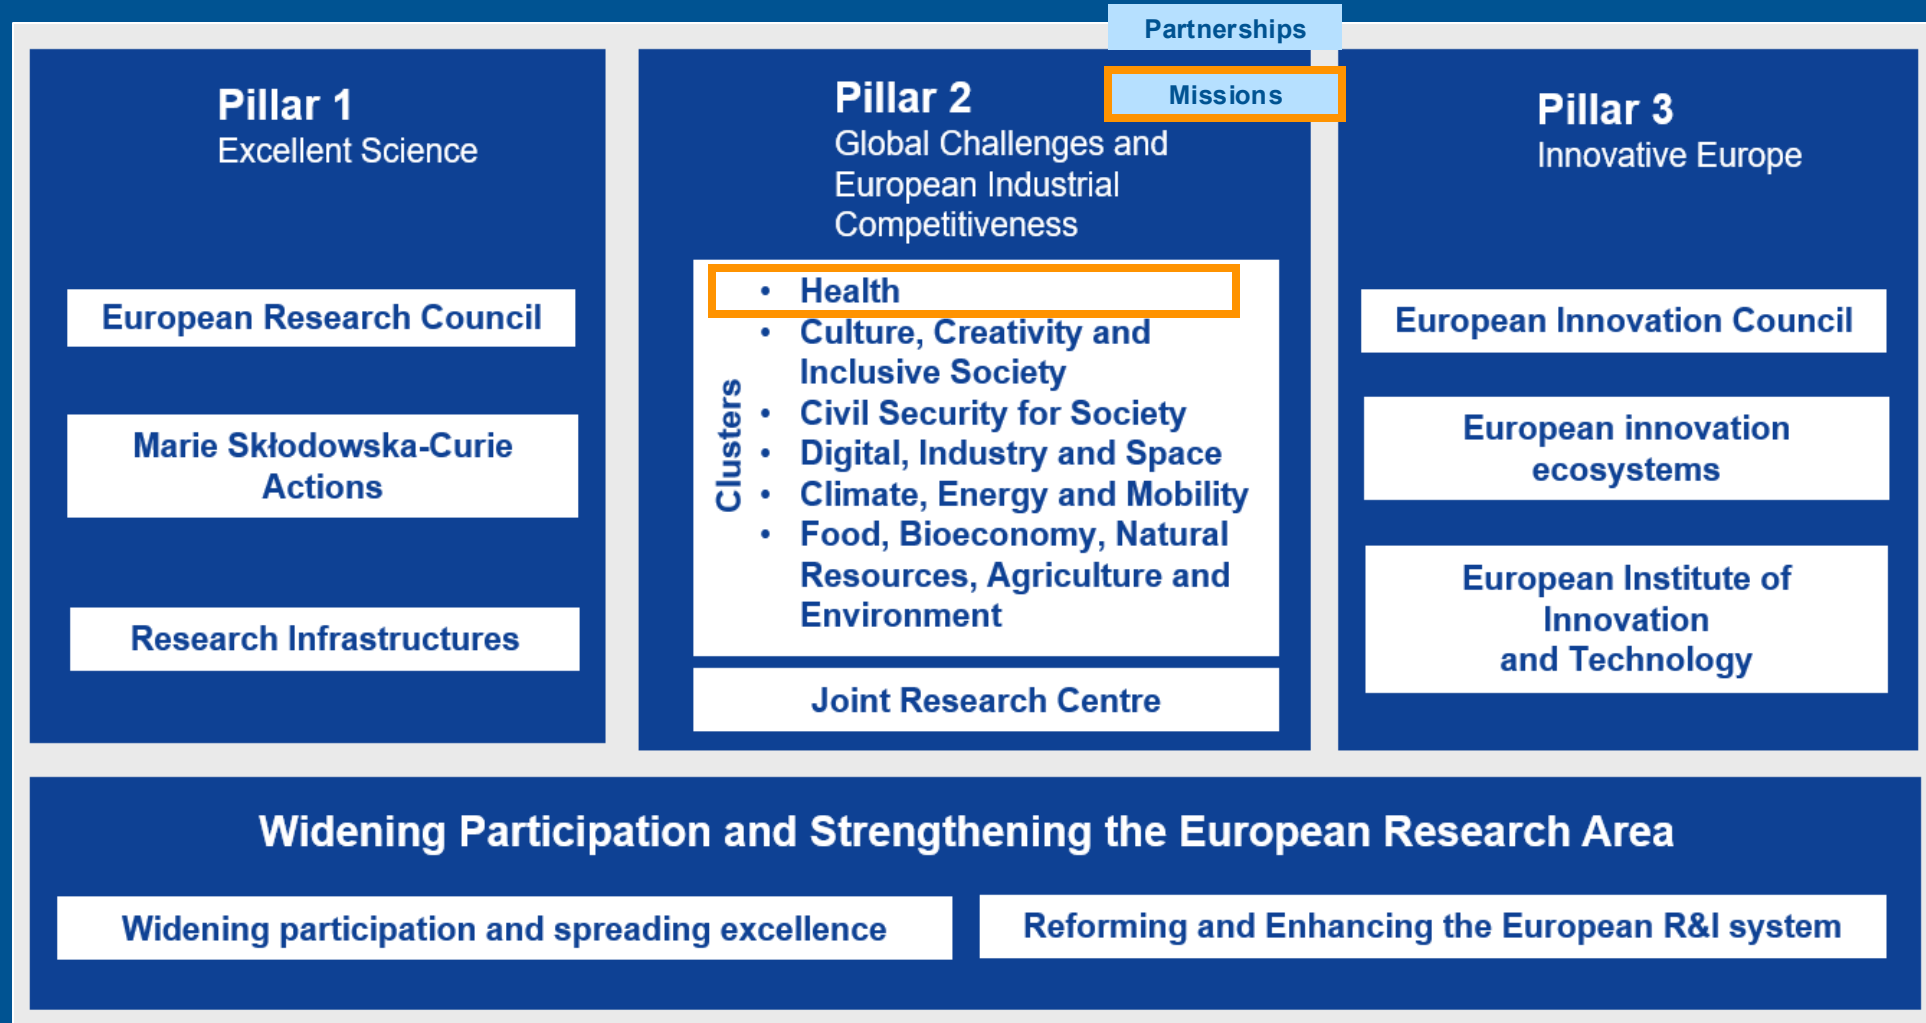 Partnerships
Missions
Pillar 1
Excellent Science
European Research Council
Marie Skłodowska-Curie
Actions
Research Infrastructures
Pillar 2
Global Challenges and
European Industrial
Competitiveness
Clusters
• Health
• Culture, Creativity and
Inclusive Society
• Civil Security for Society
• Digital, Industry and Space
• Climate, Energy and Mobility
• Food, Bioeconomy, Natural
Resources, Agriculture and
Environment
Joint Research Centre
Pillar 3
Innovative Europe
European Innovation Council
European innovation
ecosystems
European Institute of
Innovation
and Technology
Widening Participation and Strengthening the European Research Area
Widening participation and spreading excellence
Reforming and Enhancing the European R&I system